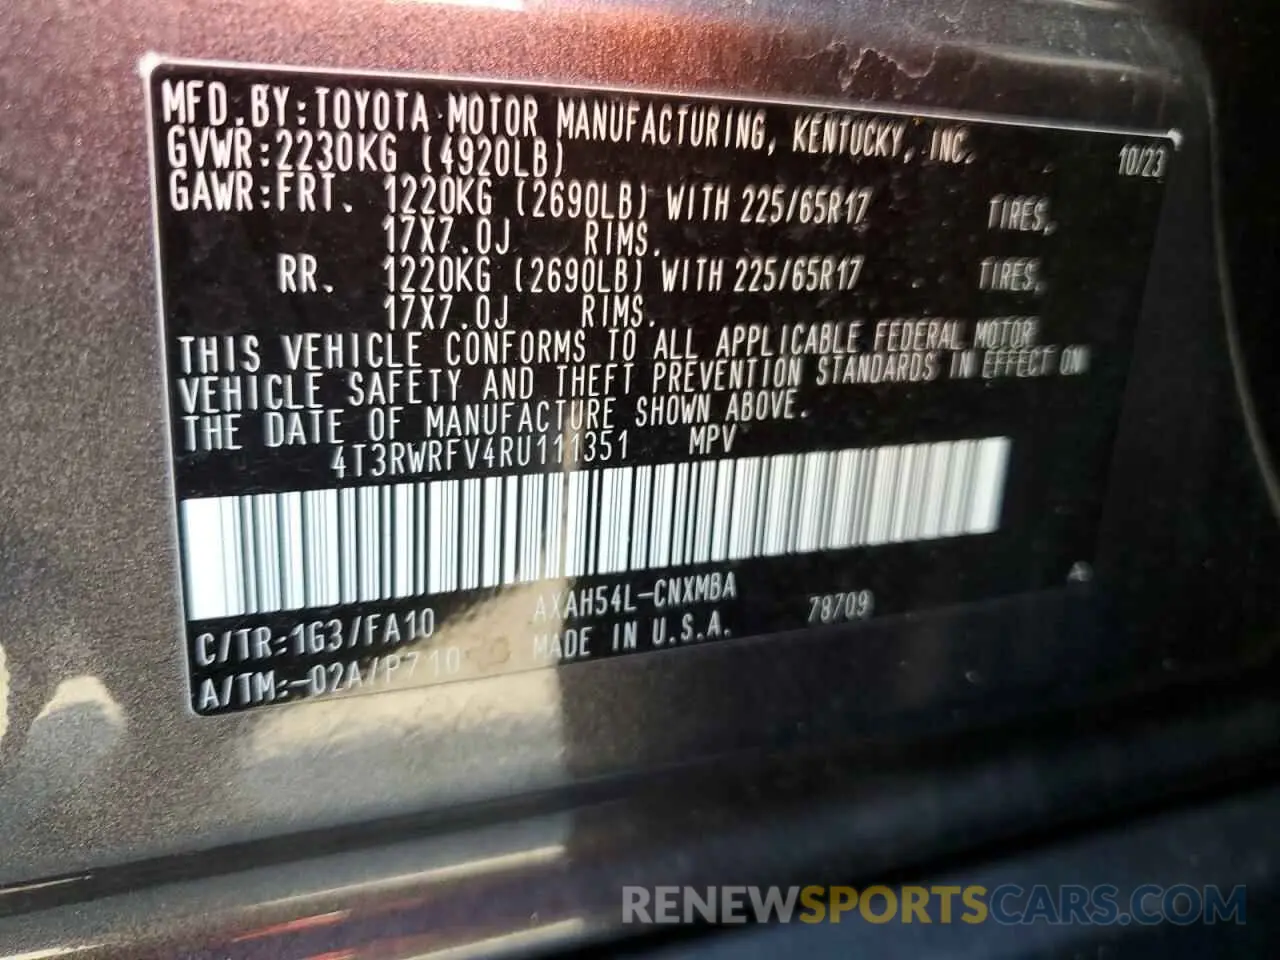 MFD.BY:TOYOTA MOTOR MANUFACTURING, KENTUCKY, INC.
GVWR:2230KG (4920LB) 10/23
GAWR:FRT. 1220KG (2690LB) WITH 225/65R17 TIRES,
17X7.0J RIMS.
RR. 1220KG (2690LB) WITH 225/65R17 TIRES,
17X7.0J RIMS.
THIS VEHICLE CONFORMS TO ALL APPLICABLE FEDERAL MOTOR
VEHICLE SAFETY AND THEFT PREVENTION STANDARDS IN EFFECT ON
THE DATE OF MANUFACTURE SHOWN ABOVE.
4T3RWRFV4RU111351 MPV
C/TR:1G3/FA10 AXAH54L-CNXMBA 78709
A/TM:-02A/P710 MADE IN U.S.A.
RENEWSPORTSCARS.COM